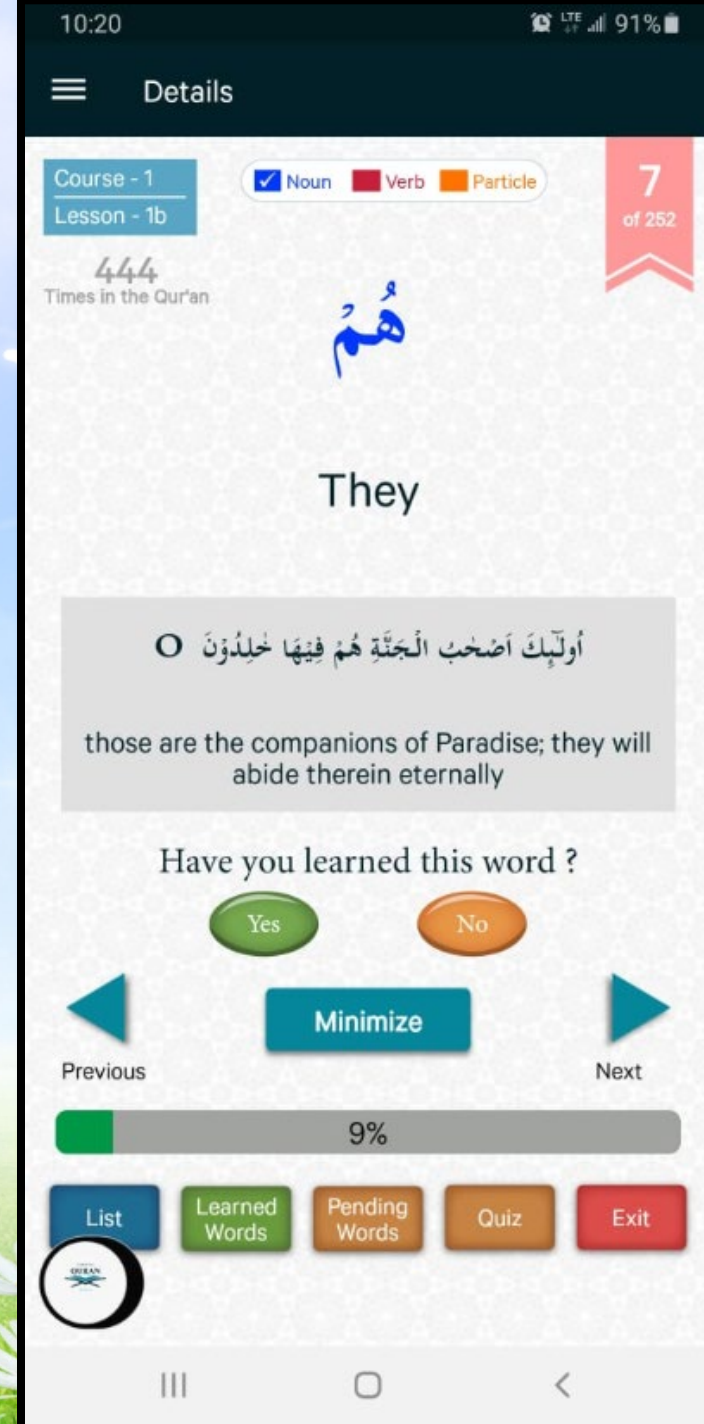 10:20 LTE 91%
Details
Course - 1
Lesson - 1b
Noun Verb Particle
7
of 252
444
Times in the Qur'an
هُمْ
They
اُولٰٓىِٕكَ اَصْحٰبُ الْجَنَّةِ هُمْ فِيْهَا خٰلِدُوْنَ O
those are the companions of Paradise; they will
abide therein eternally
Have you learned this word ?
Yes No
Minimize
Previous Next
9%
List Learned Words Pending Words Quiz Exit
QURAN